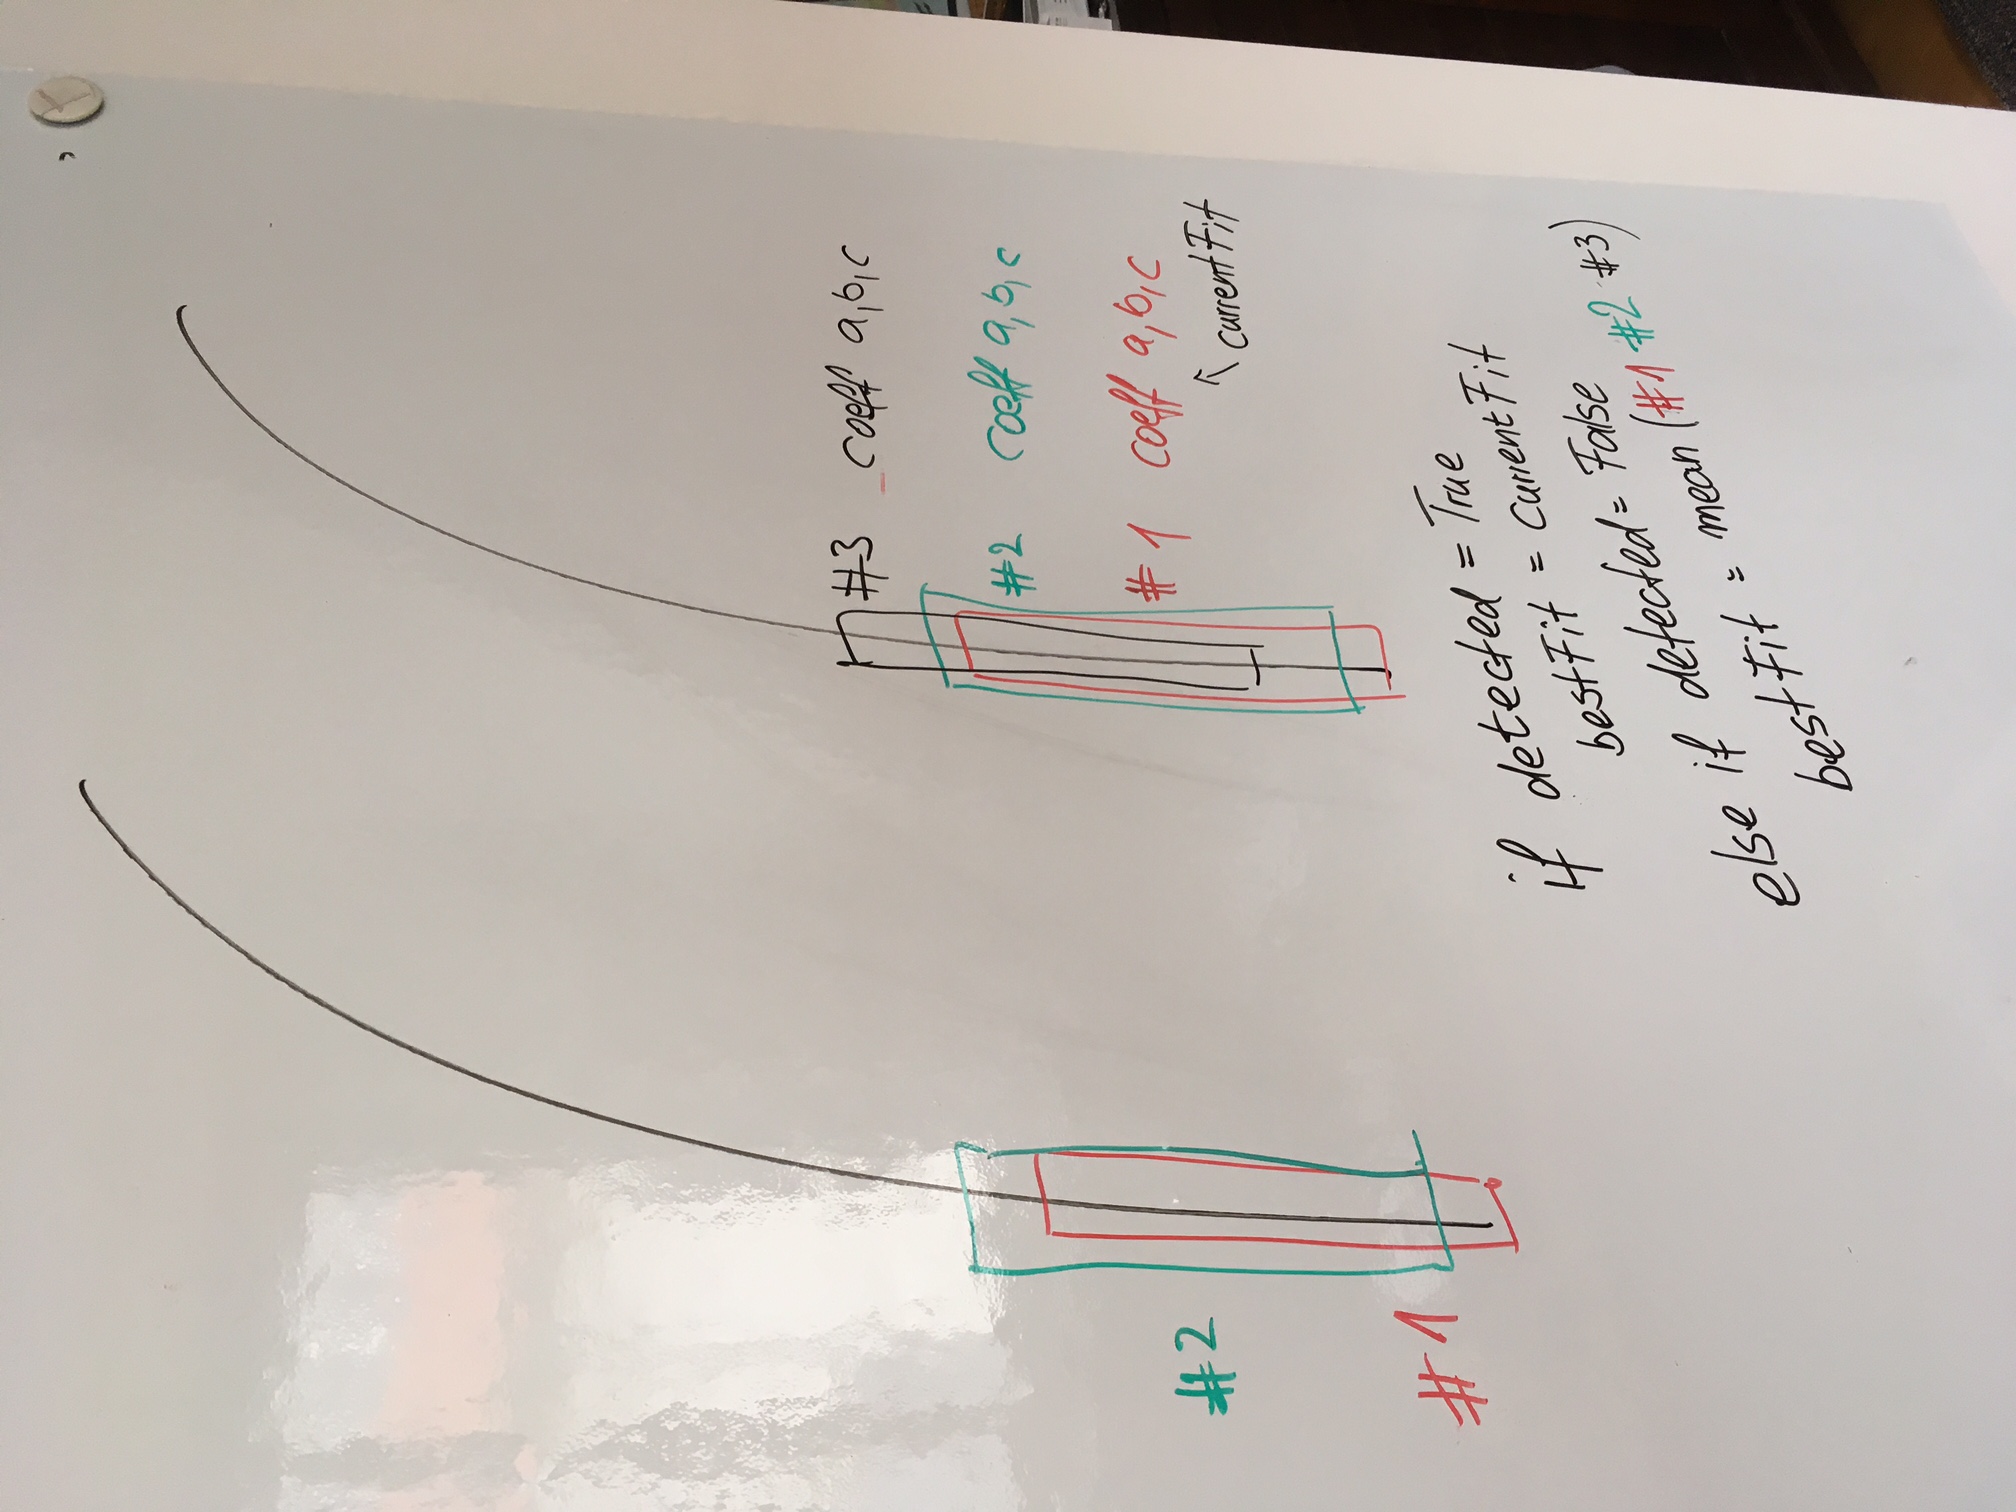 #3 coeff a,b,c
#2 coeff a,b,c
#1 coeff a,b,c
currentFit
#2
#1
if detected = True
bestFit = CurrentFit
else if detected = False
bestFit = mean (#1 #2 #3)